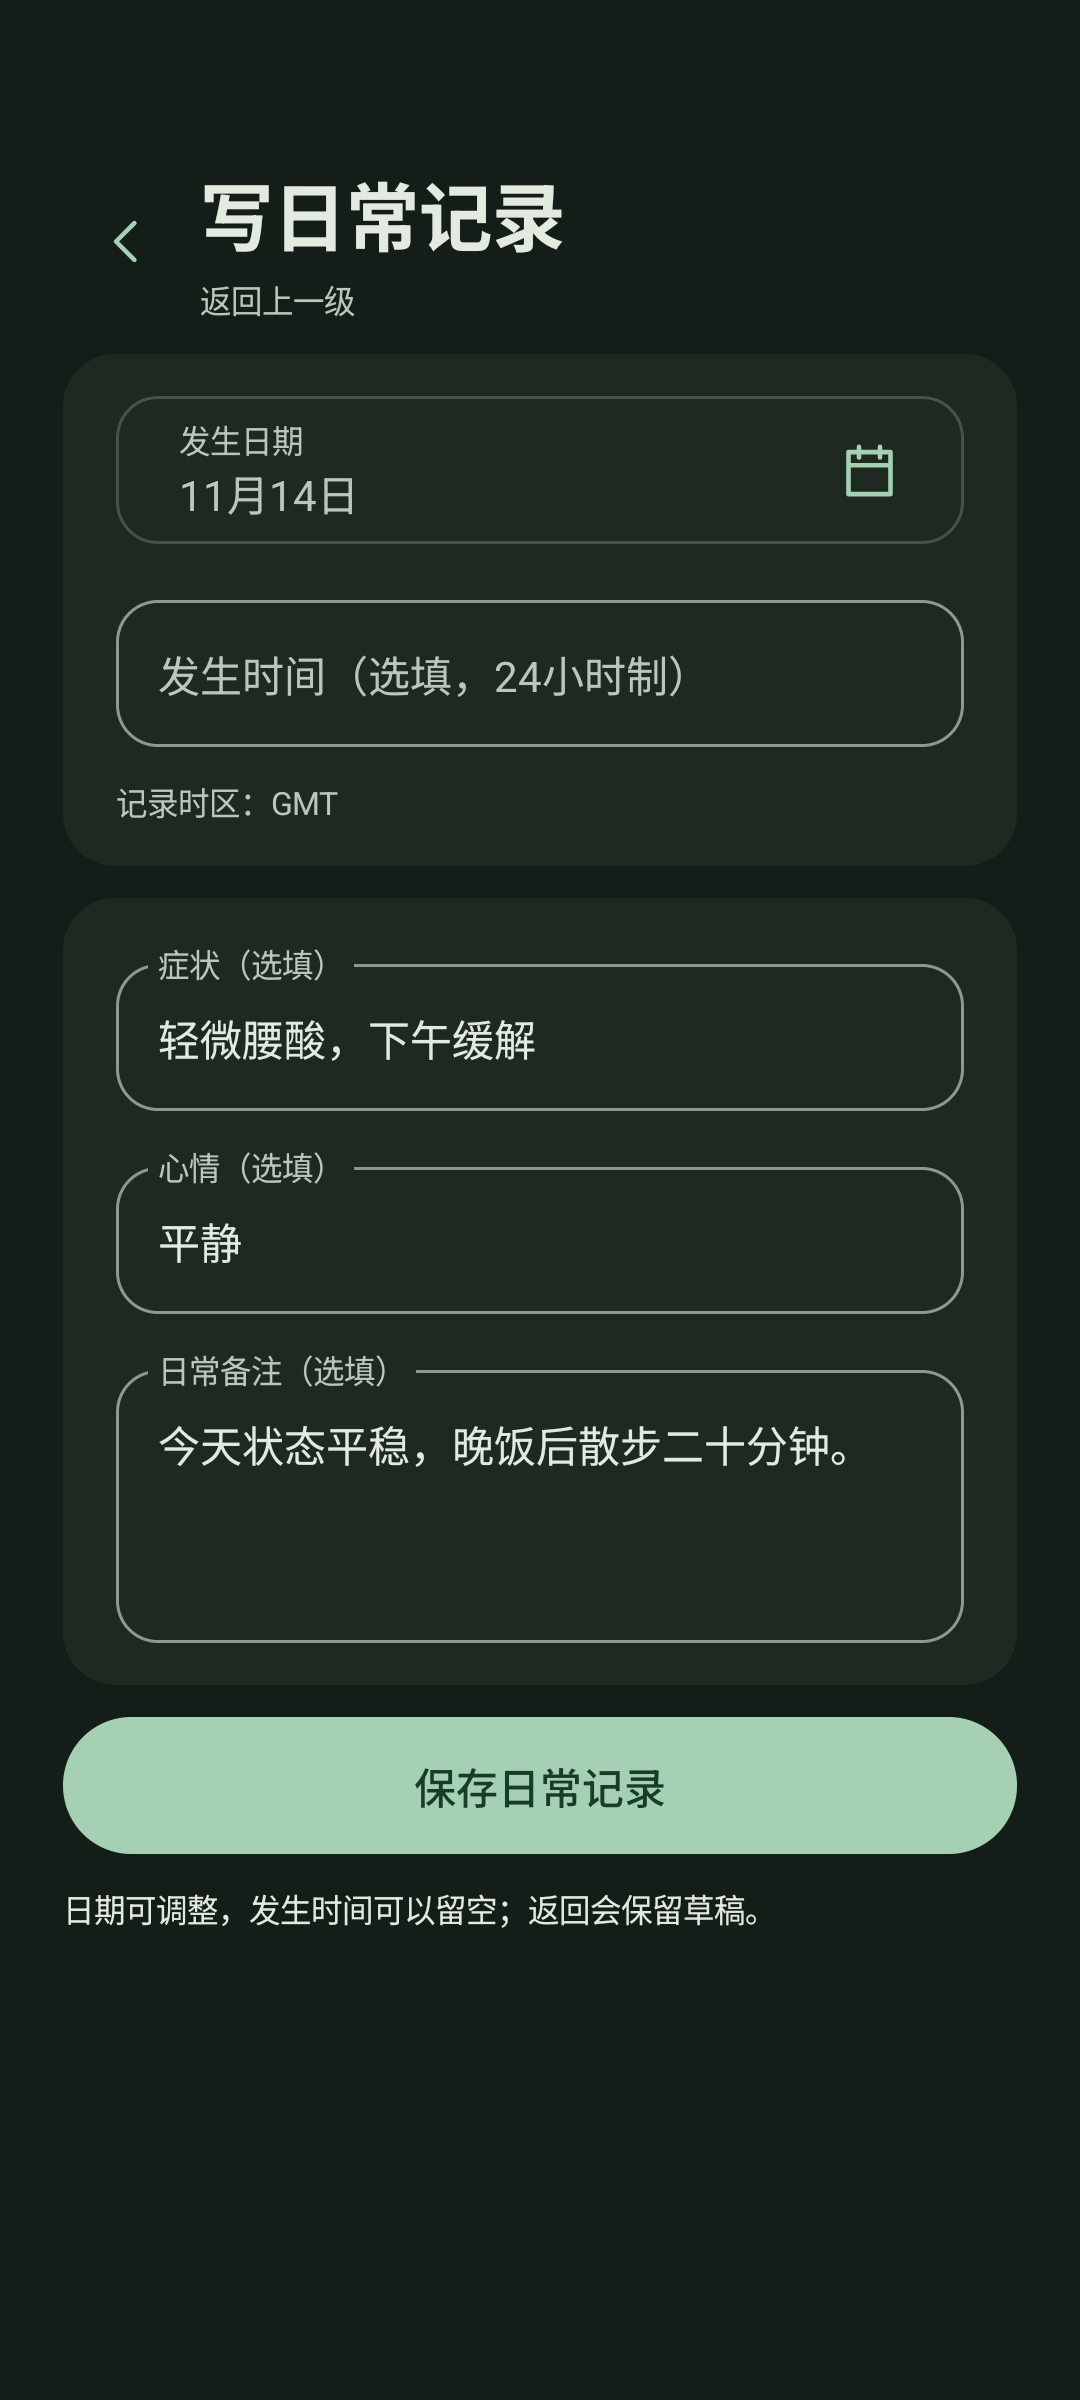 写日常记录
返回上一级
发生日期
11月14日
发生时间（选填，24小时制）
记录时区：GMT
症状（选填）
轻微腰酸，下午缓解
心情（选填）
平静
日常备注（选填）
今天状态平稳，晚饭后散步二十分钟。
保存日常记录
日期可调整，发生时间可以留空；返回会保留草稿。